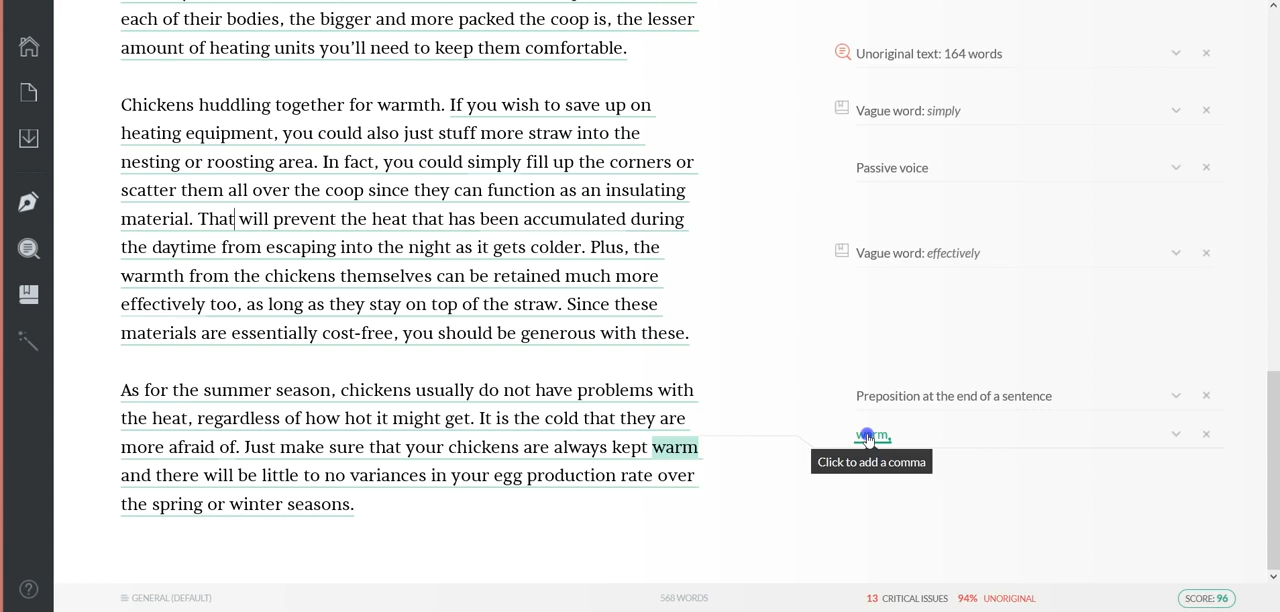 each of their bodies, the bigger and more packed the coop is, the lesser
amount of heating units you’ll need to keep them comfortable.
Chickens huddling together for warmth. If you wish to save up on
heating equipment, you could also just stuff more straw into the
nesting or roosting area. In fact, you could simply fill up the corners or
scatter them all over the coop since they can function as an insulating
material. That will prevent the heat that has been accumulated during
the daytime from escaping into the night as it gets colder. Plus, the
warmth from the chickens themselves can be retained much more
effectively too, as long as they stay on top of the straw. Since these
materials are essentially cost-free, you should be generous with these.
As for the summer season, chickens usually do not have problems with
the heat, regardless of how hot it might get. It is the cold that they are
more afraid of. Just make sure that you chickens are always kept warm
and there will be little to no variances in your egg production rate over
the spring or winter seasons.
Unoriginal text: 164 words
Vague word: simply
Passive voice
Vague word: effectively
Preposition at the end of a sentence
warm,
Click to add a comma
GENERAL (DEFAULT)
568 WORDS
13 CRITICAL ISSUES
94% UNORIGINAL
SCORE: 96